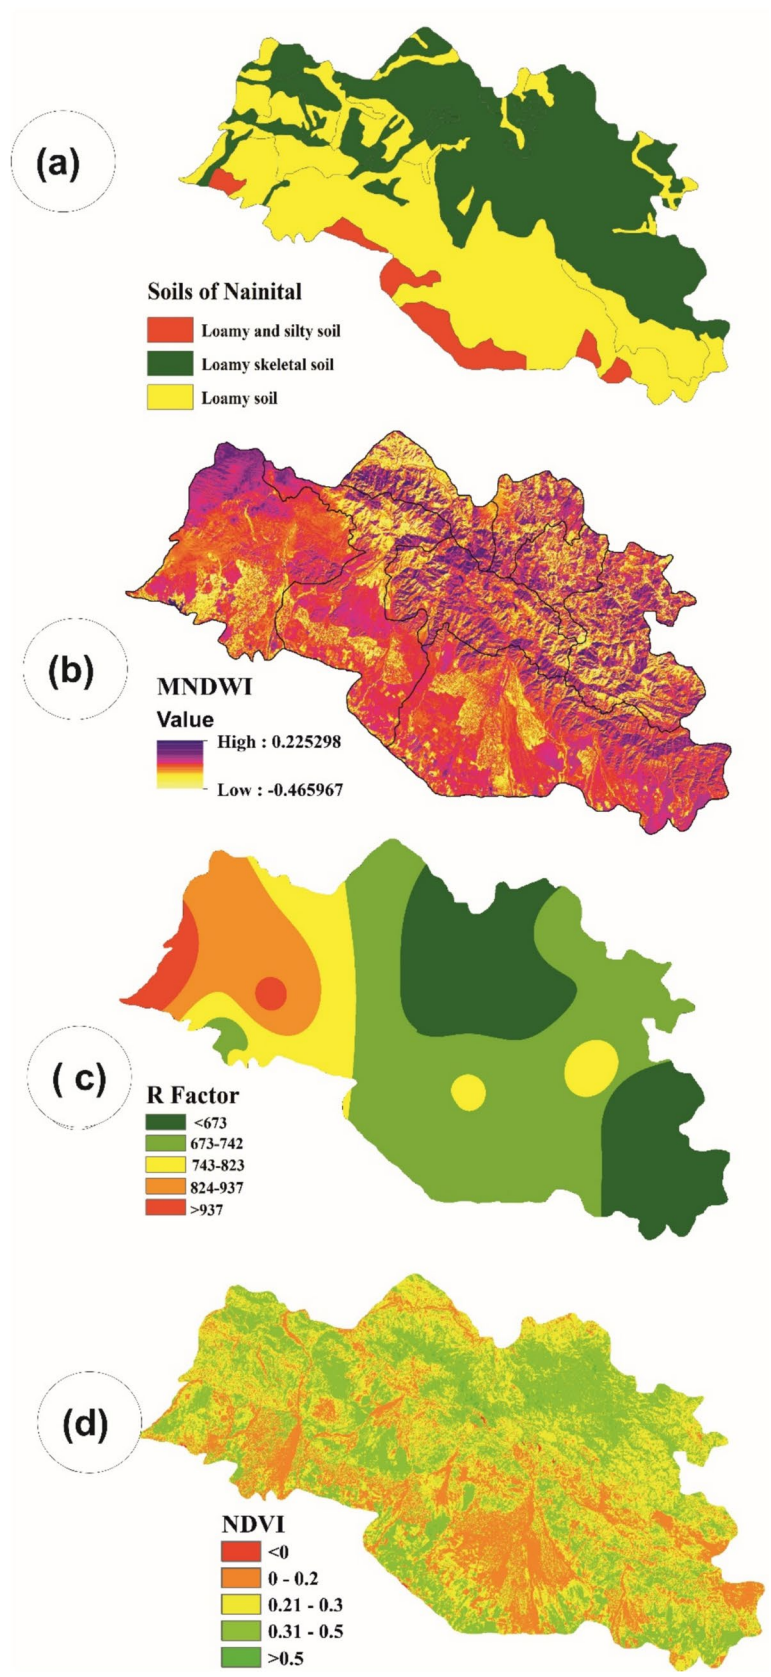 (a)
Soils of Nainital
Loamy and silty soil
Loamy skeletal soil
Loamy soil
(b)
MNDWI
Value
High : 0.225298
Low : -0.465967
( c)
R Factor
<673
673-742
743-823
824-937
>937
(d)
NDVI
<0
0 - 0.2
0.21 - 0.3
0.31 - 0.5
>0.5